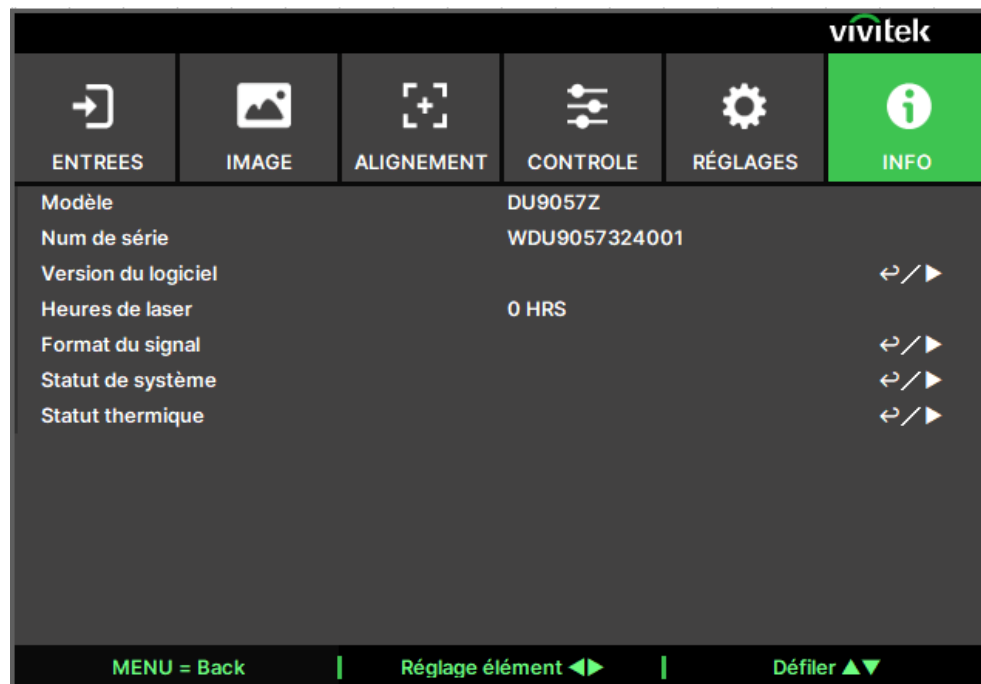 vivitek
ENTREES IMAGE ALIGNEMENT CONTROLE RÉGLAGES INFO
Modèle DU9057Z
Num de série WDU9057324001
Version du logiciel
Heures de laser 0 HRS
Format du signal
Statut de système
Statut thermique
MENU = Back Réglage élément ◀▶ Défiler ▲▼